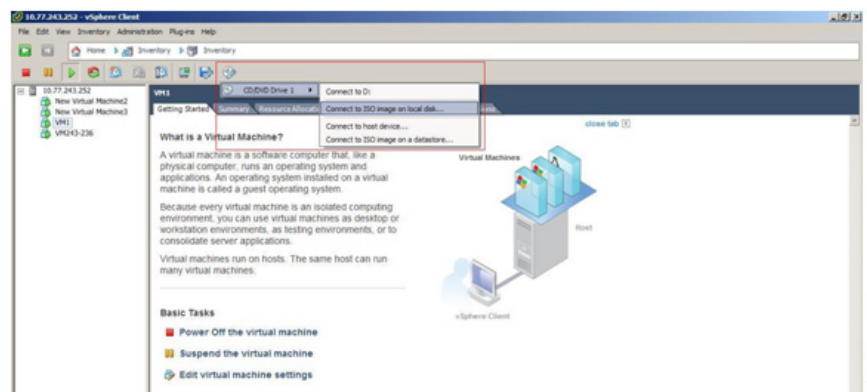 10.77.243.252 - vSphere Client
File Edit View Inventory Administration Plug-ins Help
Home Inventory Inventory
10.77.243.252
New Virtual Machine2
New Virtual Machine3
VM1
VM243-236
CD/DVD Drive 1
Connect to D:
Connect to ISO image on local disk...
Connect to host device...
Connect to ISO image on a datastore...
VM1
Getting Started Summary Resource Allocati
close tab
What is a Virtual Machine?
A virtual machine is a software computer that, like a
physical computer, runs an operating system and
applications. An operating system installed on a virtual
machine is called a guest operating system.
Because every virtual machine is an isolated computing
environment, you can use virtual machines as desktop or
workstation environments, as testing environments, or to
consolidate server applications.
Virtual machines run on hosts. The same host can run
many virtual machines.
Virtual Machines
Host
vSphere Client
Basic Tasks
Power Off the virtual machine
Suspend the virtual machine
Edit virtual machine settings